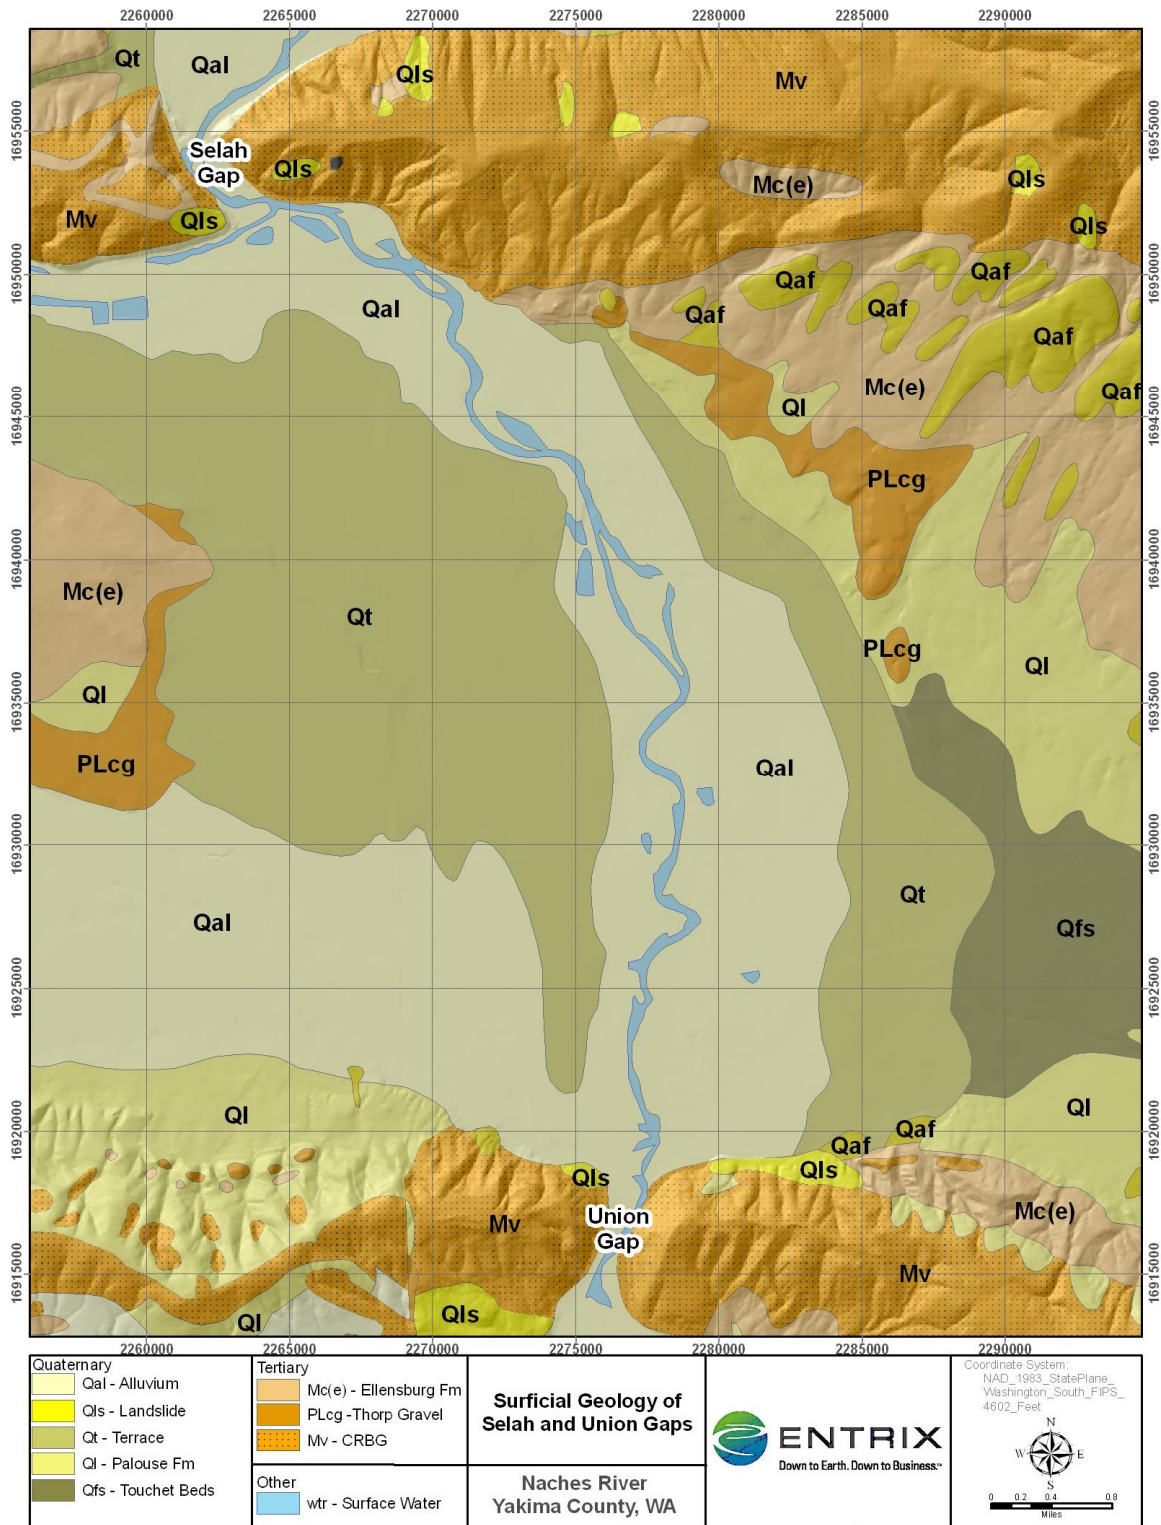 2260000 2265000 2270000 2275000 2280000 2285000 2290000
16955000
16950000
16945000
16940000
16935000
16930000
16925000
16920000
16915000
16955000
16950000
16945000
16940000
16935000
16930000
16925000
16920000
16915000
Qt
Qal
Qls
Mv
Selah
Gap
Qls
Mc(e)
Qls
Mv
Qls
Qls
Qaf
Qaf
Qal
Qaf
Qaf
Qaf
Mc(e)
Qaf
Ql
PLcg
Mc(e)
Qt
PLcg
Ql
Ql
PLcg
Qal
Qt
Qal
Qfs
Ql
Ql
Qaf
Qaf
Qls
Qls
Mv
Union
Gap
Mc(e)
Mv
Qls
Ql
2260000 2265000 2270000 2275000 2280000 2285000 2290000
Quaternary
Qal - Alluvium
Qls - Landslide
Qt - Terrace
Ql - Palouse Fm
Qfs - Touchet Beds
Tertiary
Mc(e) - Ellensburg Fm
PLcg -Thorp Gravel
Mv - CRBG
Other
wtr - Surface Water
Surficial Geology of
Selah and Union Gaps
Naches River
Yakima County, WA
ENTRIX
Down to Earth. Down to Business.™
Coordinate System:
NAD_1983_StatePlane_
Washington_South_FIPS_
4602_Feet
N
W E
S
0 0.2 0.4 0.8
Miles